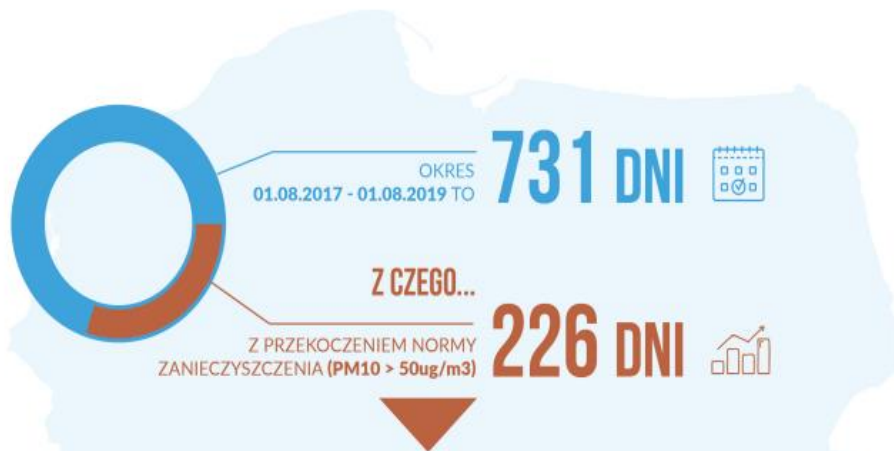 OKRES
01.08.2017 - 01.08.2019 TO
731 DNI
Z CZEGO...
Z PRZEKOCZENIEM NORMY
ZANIECZYSZCZENIA (PM10 > 50ug/m3)
226 DNI